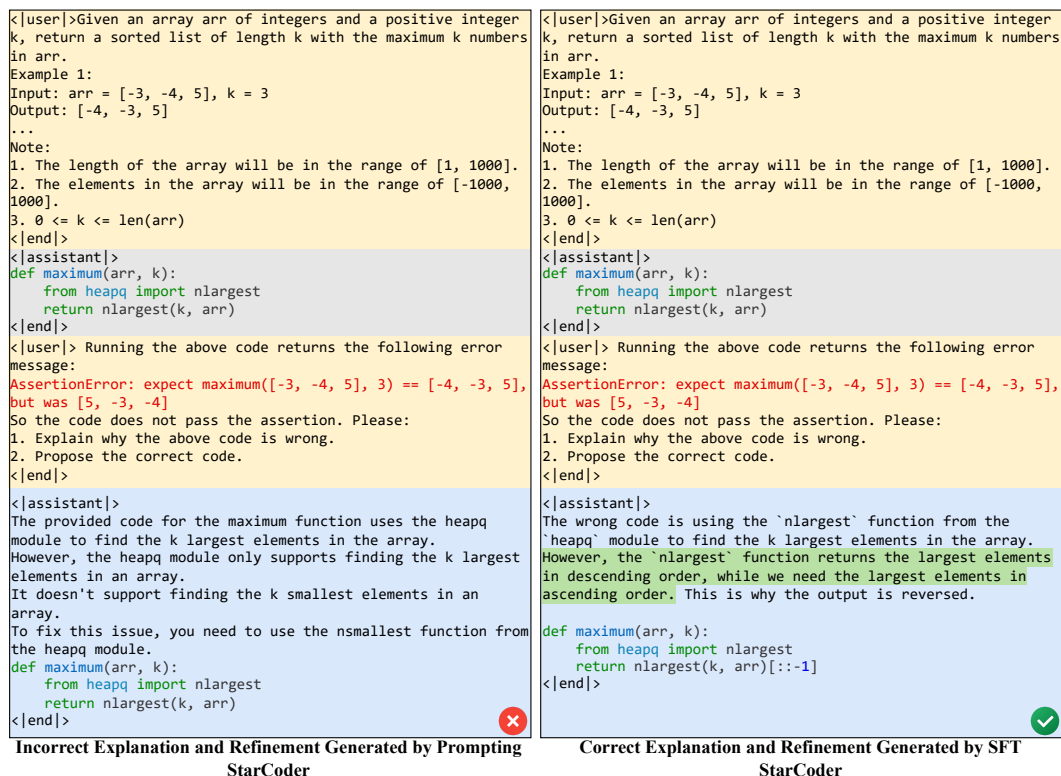 <|user|>Given an array arr of integers and a positive integer
k, return a sorted list of length k with the maximum k numbers
in arr.
Example 1:
Input: arr = [-3, -4, 5], k = 3
Output: [-4, -3, 5]
...
Note:
1. The length of the array will be in the range of [1, 1000].
2. The elements in the array will be in the range of [-1000,
1000].
3. 0 <= k <= len(arr)
<|end|>
<|assistant|>
def maximum(arr, k):
    from heapq import nlargest
    return nlargest(k, arr)
<|end|>
<|user|> Running the above code returns the following error
message:
AssertionError: expect maximum([-3, -4, 5], 3) == [-4, -3, 5],
but was [5, -3, -4]
So the code does not pass the assertion. Please:
1. Explain why the above code is wrong.
2. Propose the correct code.
<|end|>
<|assistant|>
The provided code for the maximum function uses the heapq
module to find the k largest elements in the array.
However, the heapq module only supports finding the k largest
elements in an array.
It doesn't support finding the k smallest elements in an
array.
To fix this issue, you need to use the nsmallest function from
the heapq module.
def maximum(arr, k):
    from heapq import nlargest
    return nlargest(k, arr)
<|end|>
Incorrect Explanation and Refinement Generated by Prompting
StarCoder
<|user|>Given an array arr of integers and a positive integer
k, return a sorted list of length k with the maximum k numbers
in arr.
Example 1:
Input: arr = [-3, -4, 5], k = 3
Output: [-4, -3, 5]
...
Note:
1. The length of the array will be in the range of [1, 1000].
2. The elements in the array will be in the range of [-1000,
1000].
3. 0 <= k <= len(arr)
<|end|>
<|assistant|>
def maximum(arr, k):
    from heapq import nlargest
    return nlargest(k, arr)
<|end|>
<|user|> Running the above code returns the following error
message:
AssertionError: expect maximum([-3, -4, 5], 3) == [-4, -3, 5],
but was [5, -3, -4]
So the code does not pass the assertion. Please:
1. Explain why the above code is wrong.
2. Propose the correct code.
<|end|>
<|assistant|>
The wrong code is using the `nlargest` function from the
`heapq` module to find the k largest elements in the array.
However, the `nlargest` function returns the largest elements
in descending order, while we need the largest elements in
ascending order. This is why the output is reversed.
def maximum(arr, k):
    from heapq import nlargest
    return nlargest(k, arr)[::-1]
<|end|>
Correct Explanation and Refinement Generated by SFT
StarCoder